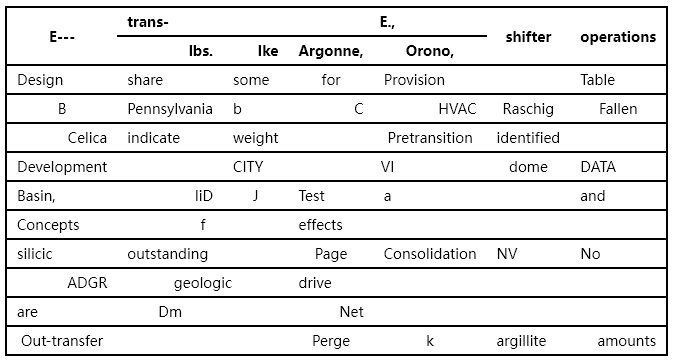 trans- E.,
E--- shifter operations
lbs. Ike Argonne, Orono,
Design share some for Provision Table
B Pennsylvania b C HVAC Raschig Fallen
Celica indicate weight Pretransition identified
Development CITY VI dome DATA
Basin, liD J Test a and
Concepts f effects
silicic outstanding Page Consolidation NV No
ADGR geologic drive
are Dm Net
Out-transfer Perge k argillite amounts